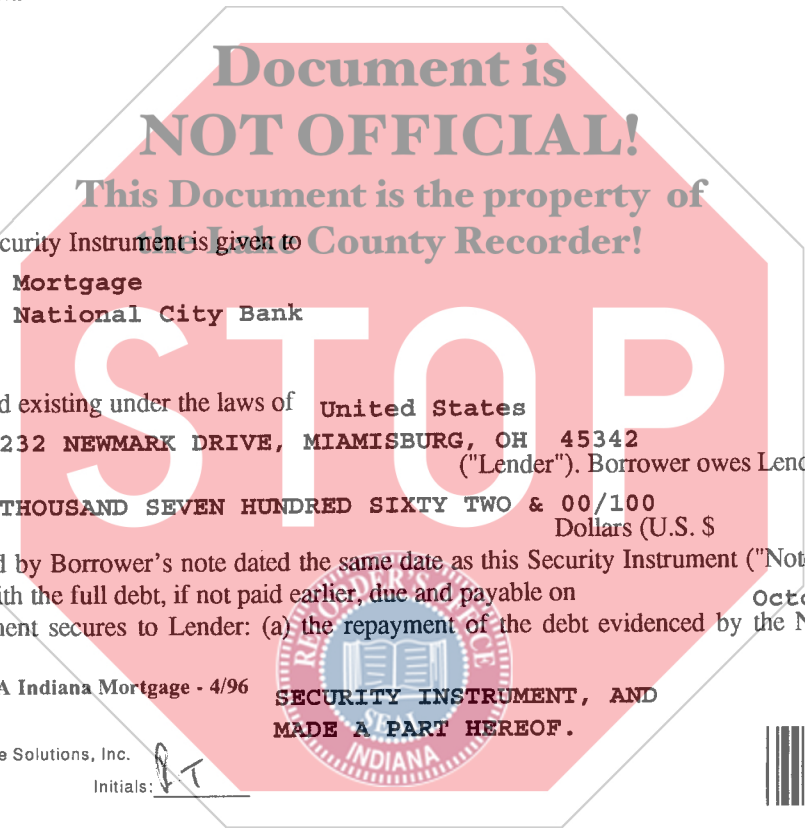 Document is
NOT OFFICIAL!
This Document is the property of
the Lake County Recorder!
curity Instrument is given to
Mortgage
National City Bank
STOP
d existing under the laws of United States
232 NEWMARK DRIVE, MIAMISBURG, OH 45342
("Lender"). Borrower owes Lend
THOUSAND SEVEN HUNDRED SIXTY TWO & 00/100
Dollars (U.S. $
d by Borrower's note dated the same date as this Security Instrument ("Not
ith the full debt, if not paid earlier, due and payable on Octo
ment secures to Lender: (a) the repayment of the debt evidenced by the N
RECORDER'S OFFICE
A Indiana Mortgage - 4/96
SECURITY INSTRUMENT, AND
SEAL
MADE A PART HEREOF.
INDIANA
e Solutions, Inc.
Initials: